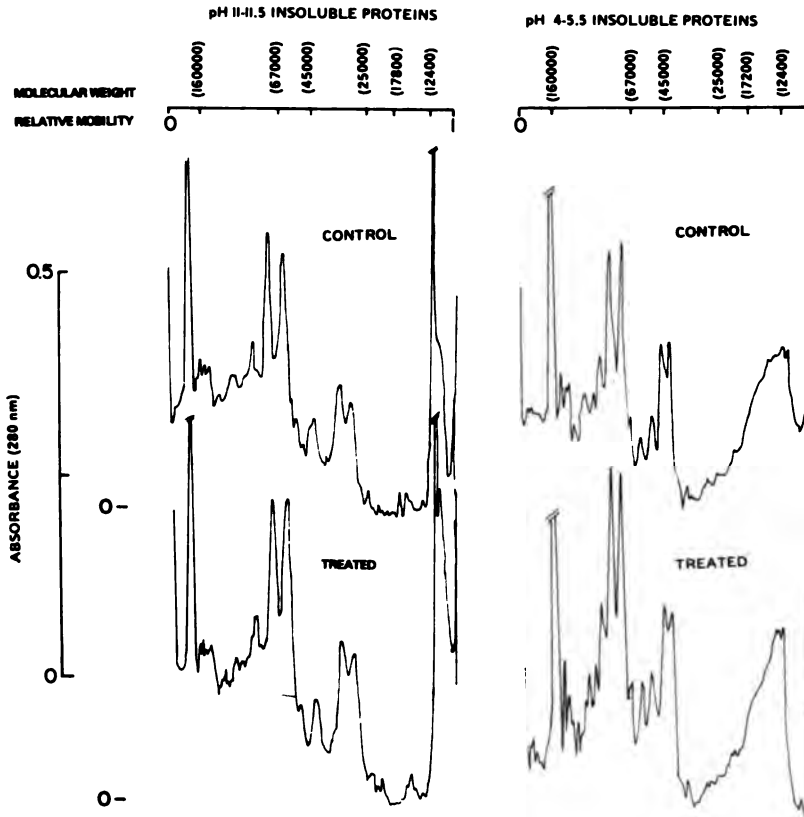 pH 11-11.5 INSOLUBLE PROTEINS
pH 4-5.5 INSOLUBLE PROTEINS
MOLECULAR WEIGHT
(160000)
(67000)
(45000)
(25000)
(17800)
(12400)
(160000)
(67000)
(45000)
(25000)
(17200)
(12400)
RELATIVE MOBILITY
0
1
0
CONTROL
CONTROL
0.5
ABSORBANCE (280 nm)
0-
TREATED
TREATED
0
0-